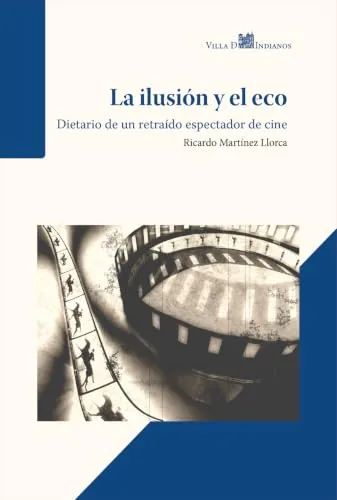 VILLA DE INDIANOS
La ilusión y el eco
Dietario de un retraído espectador de cine
Ricardo Martínez Llorca